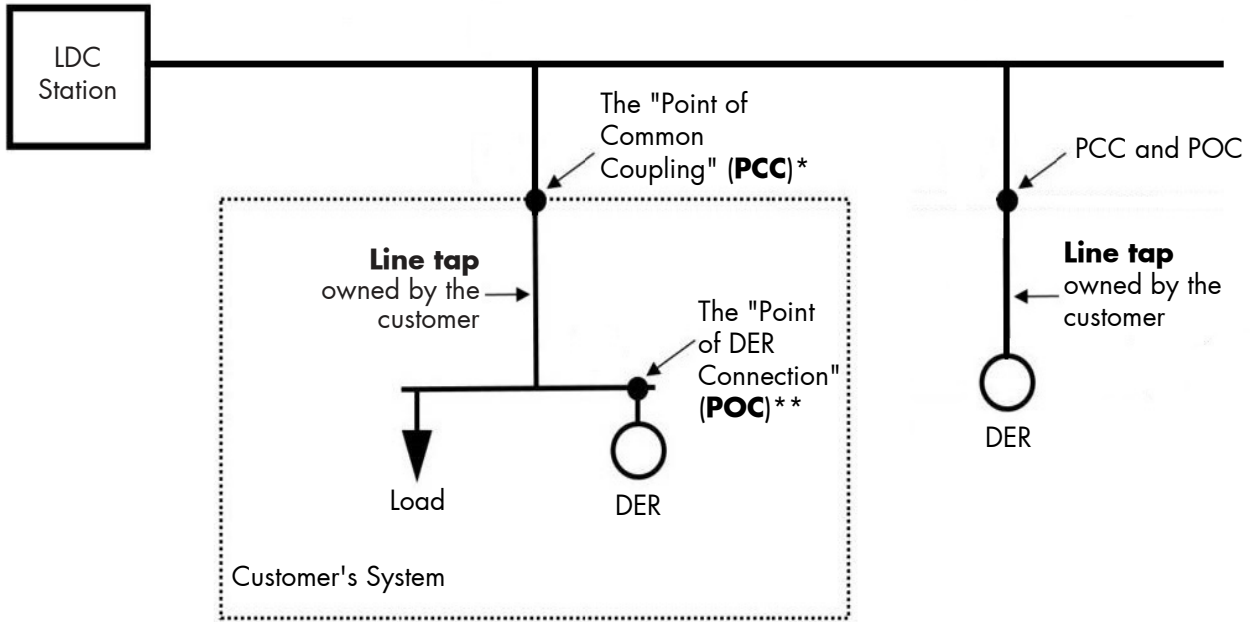 LDC
Station
The "Point of
Common
Coupling" (PCC)*
PCC and POC
Line tap
owned by the
customer
The "Point
of DER
Connection"
(POC)**
Line tap
owned by the
customer
Load
DER
DER
Customer's System